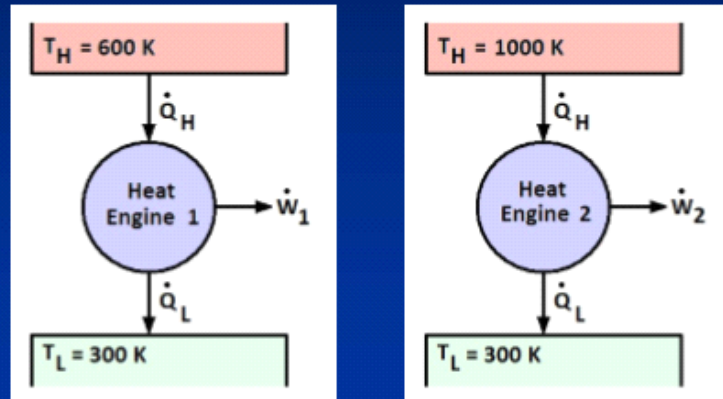 T_H = 600 K
Q̇_H
Heat
Engine 1
Ẇ_1
Q̇_L
T_L = 300 K
T_H = 1000 K
Q̇_H
Heat
Engine 2
Ẇ_2
Q̇_L
T_L = 300 K